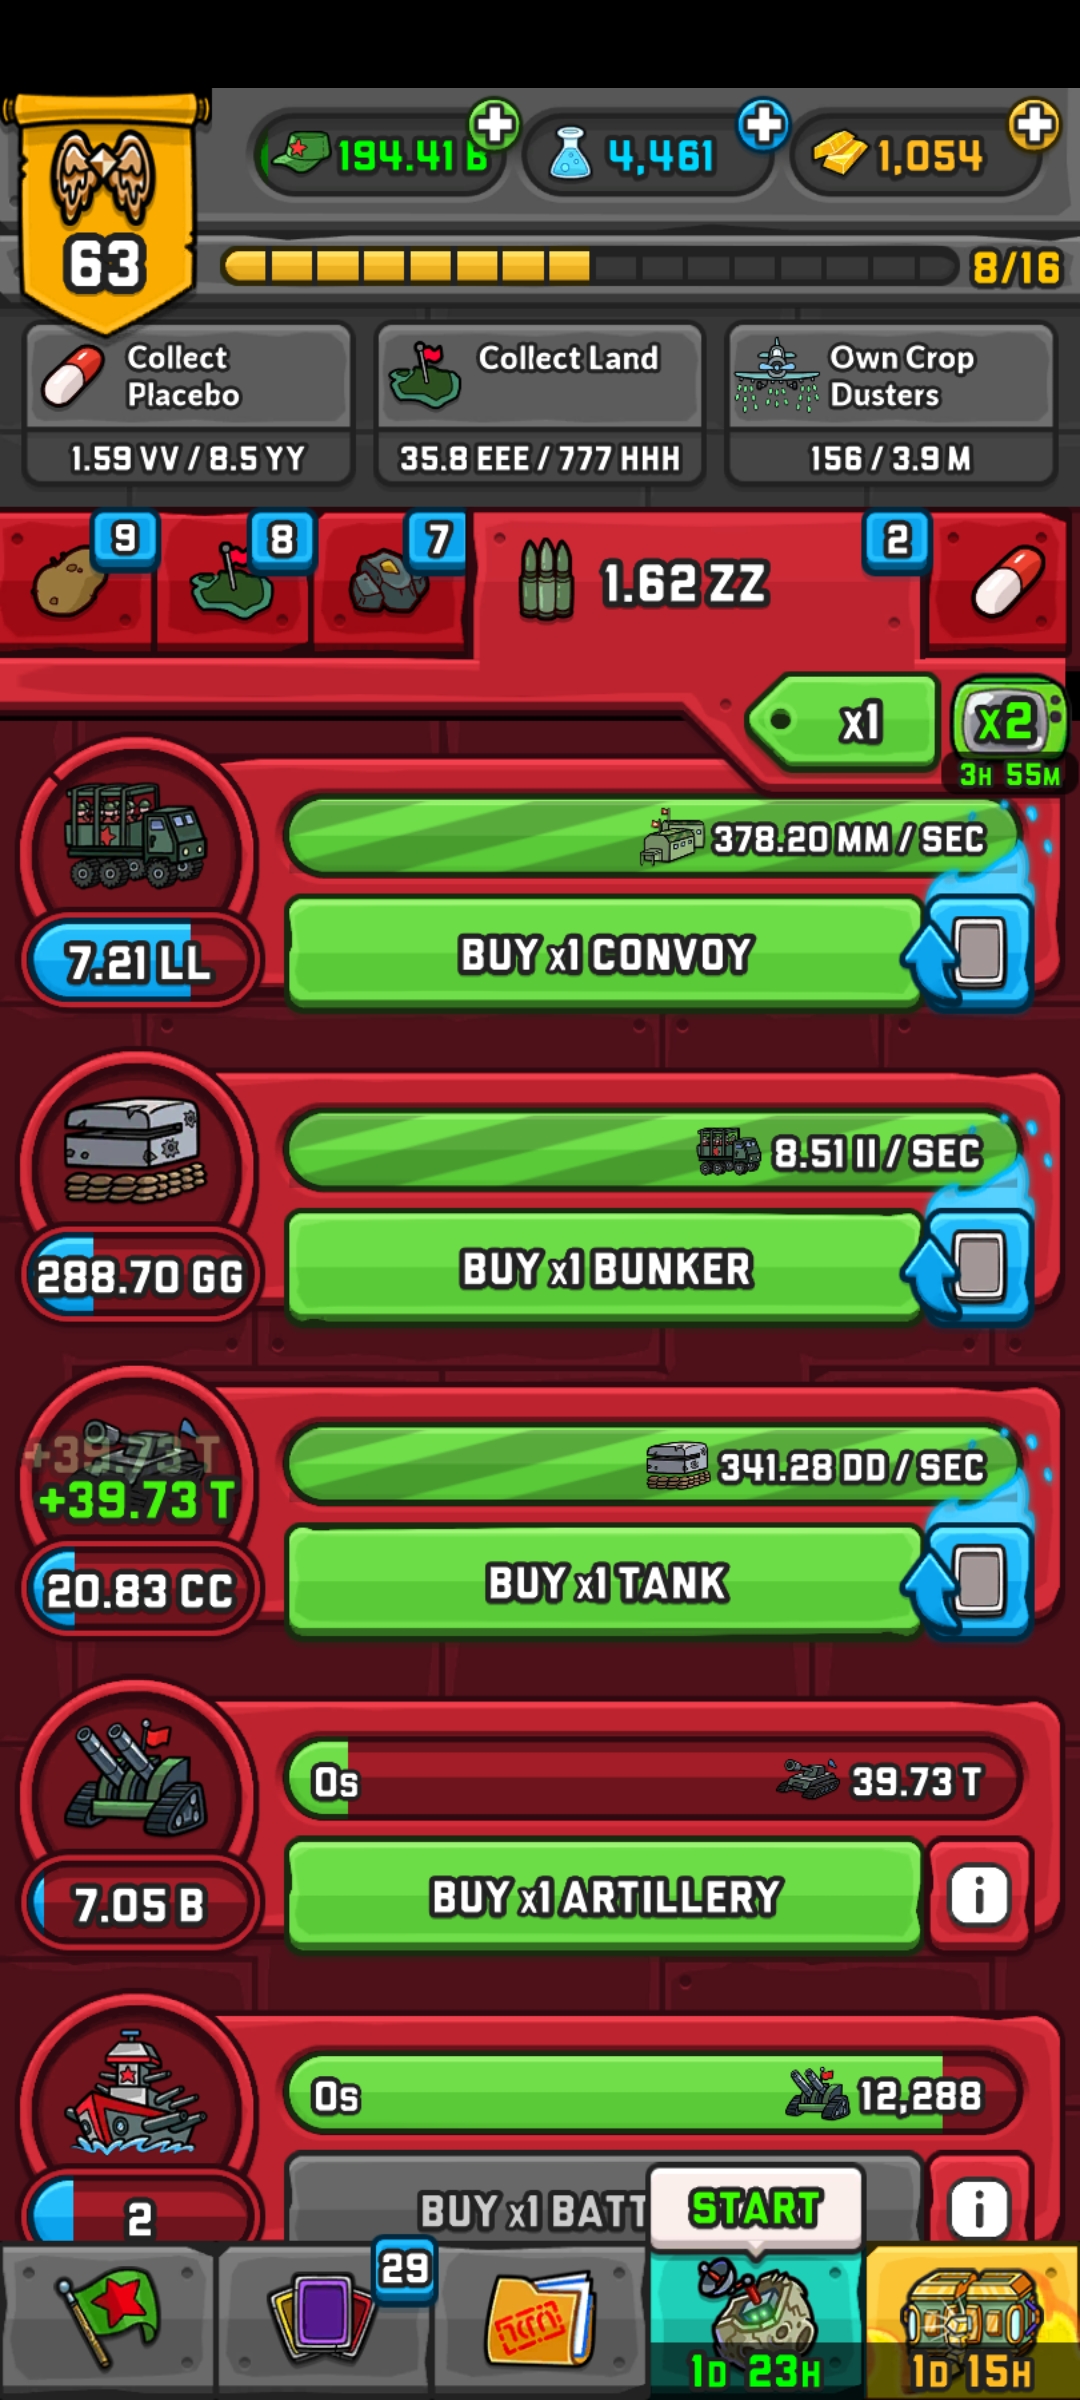 194.41 B
4,461
1,054
63
8/16
Collect
Placebo
1.59 VV / 8.5 YY
Collect Land
35.8 EEE / 777 HHH
Own Crop
Dusters
156 / 3.9 M
9
8
7
1.62 ZZ
2
x1
x2
3H 55M
378.20 MM / SEC
7.21 LL
BUY x1 CONVOY
8.51 II / SEC
288.70 GG
BUY x1 BUNKER
+39.73 T
+39.73 T
341.28 DD / SEC
20.83 CC
BUY x1 TANK
0s
39.73 T
7.05 B
BUY x1 ARTILLERY
i
0s
12,288
2
BUY x1 BATT
i
START
29
1D 23H
1D 15H